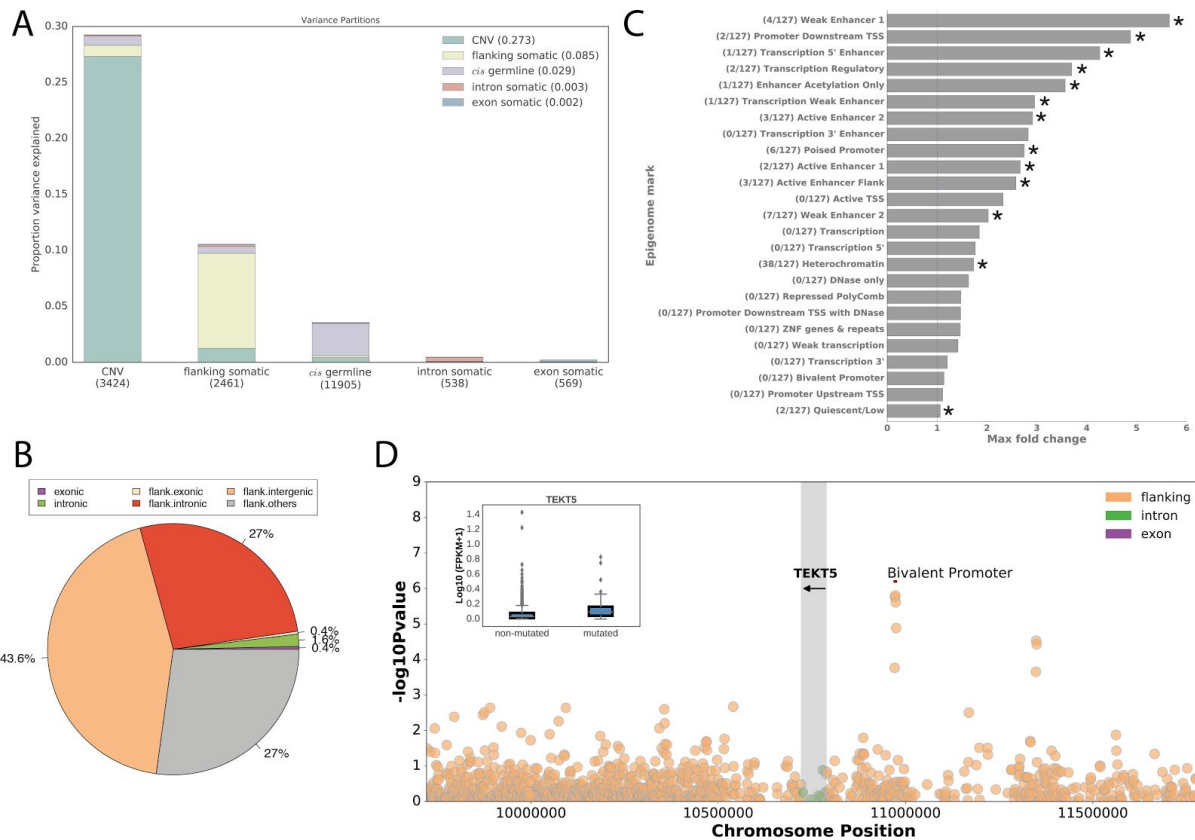 A
Variance Partitions
0.30
0.25
0.20
0.15
0.10
0.05
0.00
Proportion variance explained
CNV (0.273)
flanking somatic (0.085)
cis germline (0.029)
intron somatic (0.003)
exon somatic (0.002)
CNV
(3424)
flanking somatic
(2461)
cis germline
(11905)
intron somatic
(538)
exon somatic
(569)
B
exonic
flank.exonic
flank.intergenic
intronic
flank.intronic
flank.others
27%
0.4%
1.6%
0.4%
43.6%
27%
C
Epigenome mark
(4/127) Weak Enhancer 1 *
(2/127) Promoter Downstream TSS *
(1/127) Transcription 5' Enhancer *
(2/127) Transcription Regulatory *
(1/127) Enhancer Acetylation Only *
(1/127) Transcription Weak Enhancer *
(3/127) Active Enhancer 2 *
(0/127) Transcription 3' Enhancer
(6/127) Poised Promoter *
(2/127) Active Enhancer 1 *
(3/127) Active Enhancer Flank *
(0/127) Active TSS
(7/127) Weak Enhancer 2 *
(0/127) Transcription
(0/127) Transcription 5'
(38/127) Heterochromatin *
(0/127) DNase only
(0/127) Repressed PolyComb
(0/127) Promoter Downstream TSS with DNase
(0/127) ZNF genes & repeats
(0/127) Weak transcription
(0/127) Transcription 3'
(0/127) Bivalent Promoter
(0/127) Promoter Upstream TSS
(2/127) Quiescent/Low *
0 1 2 3 4 5 6
Max fold change
D
9
8
7
6
5
4
3
2
1
0
-log10Pvalue
TEKT5
1.4
1.2
1.0
0.8
0.6
0.4
0.2
0.0
Log10 (FPKM+1)
non-mutated
mutated
TEKT5
Bivalent Promoter
flanking
intron
exon
10000000 10500000 11000000 11500000
Chromosome Position